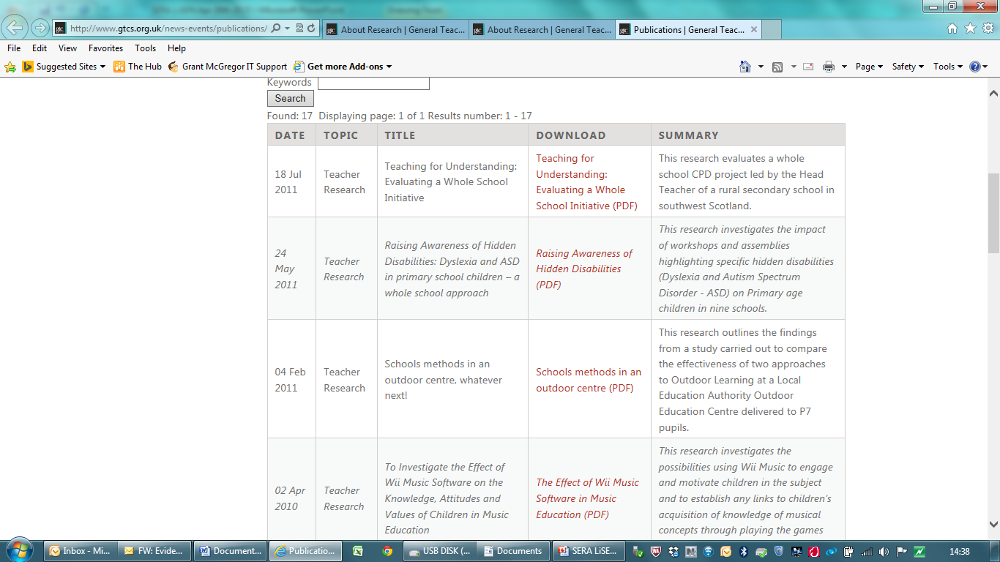 http://www.gtcs.org.uk/news-events/publications/
About Research | General Teac...
About Research | General Teac...
Publications | General Teac...
File Edit View Favorites Tools Help
Suggested Sites The Hub Grant McGregor IT Support Get more Add-ons
Page Safety Tools
Keywords
Search
Found: 17 Displaying page: 1 of 1 Results number: 1 - 17
DATE TOPIC TITLE DOWNLOAD SUMMARY
18 Jul
2011
Teacher
Research
Teaching for Understanding:
Evaluating a Whole School
Initiative
Teaching for
Understanding:
Evaluating a Whole
School Initiative (PDF)
This research evaluates a whole
school CPD project led by the Head
Teacher of a rural secondary school in
southwest Scotland.
24
May
2011
Teacher
Research
Raising Awareness of Hidden
Disabilities: Dyslexia and ASD
in primary school children – a
whole school approach
Raising Awareness of
Hidden Disabilities
(PDF)
This research investigates the impact
of workshops and assemblies
highlighting specific hidden disabilities
(Dyslexia and Autism Spectrum
Disorder - ASD) on Primary age
children in nine schools.
04 Feb
2011
Teacher
Research
Schools methods in an
outdoor centre, whatever
next!
Schools methods in an
outdoor centre (PDF)
This research outlines the findings
from a study carried out to compare
the effectiveness of two approaches
to Outdoor Learning at a Local
Education Authority Outdoor
Education Centre delivered to P7
pupils.
02 Apr
2010
Teacher
Research
To Investigate the Effect of
Wii Music Software on the
Knowledge, Attitudes and
Values of Children in Music
Education
The Effect of Wii Music
Software in Music
Education (PDF)
This research investigates the
possibilities using Wii Music to engage
and motivate children in the subject
and to establish any links to children's
acquisition of knowledge of musical
concepts through playing the games
Inbox - Mi... FW: Evide... Document... Publicatio... USB DISK (... Documents SERA LiSE... 14:38